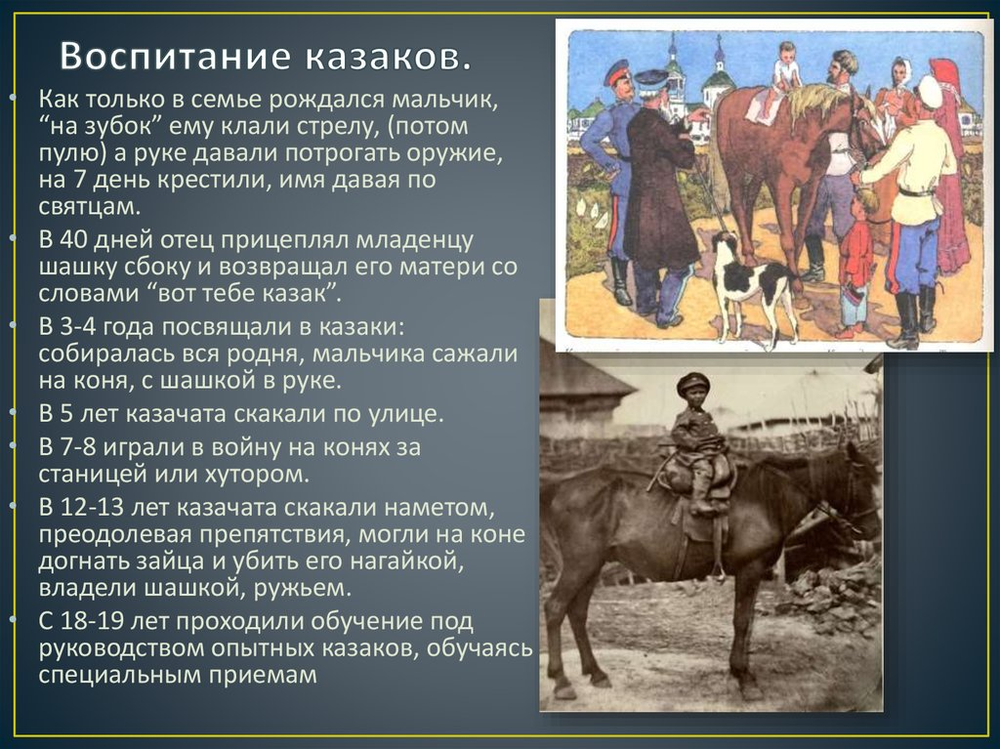 Воспитание казаков.
• Как только в семье рождался мальчик,
“на зубок” ему клали стрелу, (потом
пулю) а руке давали потрогать оружие,
на 7 день крестили, имя давая по
святцам.
• В 40 дней отец прицеплял младенцу
шашку сбоку и возвращал его матери со
словами “вот тебе казак”.
• В 3-4 года посвящали в казаки:
собиралась вся родня, мальчика сажали
на коня, с шашкой в руке.
• В 5 лет казачата скакали по улице.
• В 7-8 играли в войну на конях за
станицей или хутором.
• В 12-13 лет казачата скакали наметом,
преодолевая препятствия, могли на коне
догнать зайца и убить его нагайкой,
владели шашкой, ружьем.
• С 18-19 лет проходили обучение под
руководством опытных казаков, обучаясь
специальным приемам